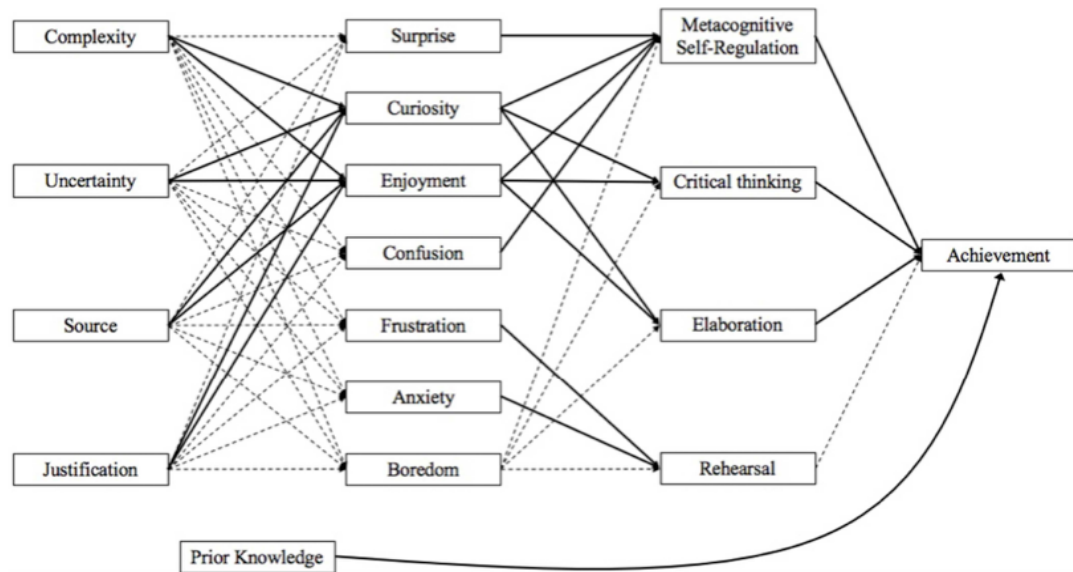 Complexity
Surprise
Metacognitive
Self-Regulation
Curiosity
Uncertainty
Enjoyment
Critical thinking
Confusion
Achievement
Source
Frustration
Elaboration
Anxiety
Justification
Boredom
Rehearsal
Prior Knowledge